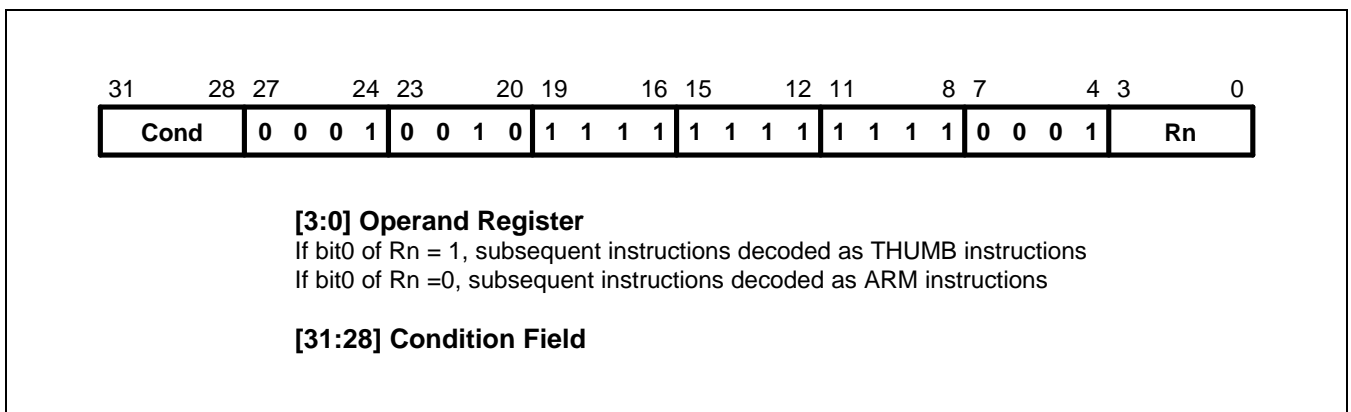 31 28 27 24 23 20 19 16 15 12 11 8 7 4 3 0
Cond 0 0 0 1 0 0 1 0 1 1 1 1 1 1 1 1 1 1 1 1 0 0 0 1 Rn
[3:0] Operand Register
If bit0 of Rn = 1, subsequent instructions decoded as THUMB instructions
If bit0 of Rn =0, subsequent instructions decoded as ARM instructions
[31:28] Condition Field